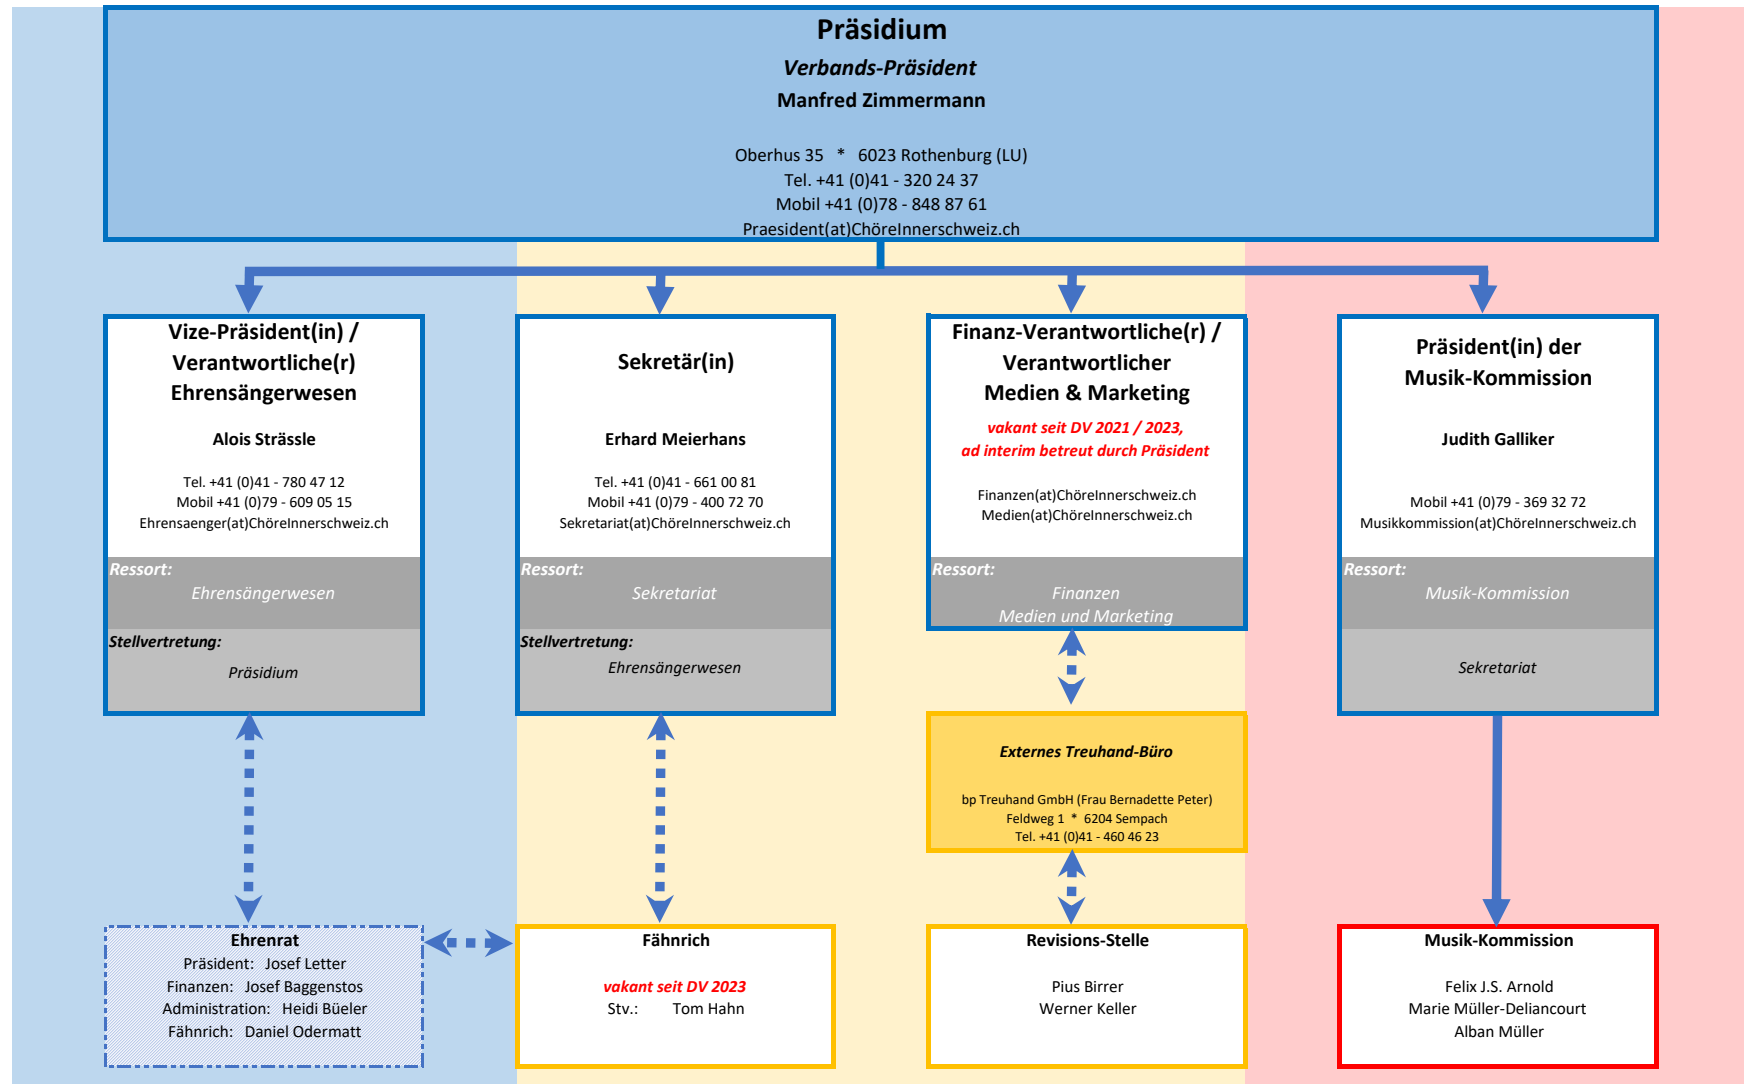 Präsidium
Verbands-Präsident
Manfred Zimmermann
Oberhus 35 * 6023 Rothenburg (LU)
Tel. +41 (0)41 - 320 24 37
Mobil +41 (0)78 - 848 87 61
Praesident(at)ChöreInnerschweiz.ch
Vize-Präsident(in) /
Verantwortliche(r)
Ehrensängerwesen
Alois Strässle
Tel. +41 (0)41 - 780 47 12
Mobil +41 (0)79 - 609 05 15
Ehrensaenger(at)ChöreInnerschweiz.ch
Ressort:
Ehrensängerwesen
Stellvertretung:
Präsidium
Sekretär(in)
Erhard Meierhans
Tel. +41 (0)41 - 661 00 81
Mobil +41 (0)79 - 400 72 70
Sekretariat(at)ChöreInnerschweiz.ch
Ressort:
Sekretariat
Stellvertretung:
Ehrensängerwesen
Finanz-Verantwortliche(r) /
Verantwortlicher
Medien & Marketing
vakant seit DV 2021 / 2023,
ad interim betreut durch Präsident
Finanzen(at)ChöreInnerschweiz.ch
Medien(at)ChöreInnerschweiz.ch
Ressort:
Finanzen
Medien und Marketing
Präsident(in) der
Musik-Kommission
Judith Galliker
Mobil +41 (0)79 - 369 32 72
Musikkommission(at)ChöreInnerschweiz.ch
Ressort:
Musik-Kommission
Sekretariat
Externes Treuhand-Büro
bp Treuhand GmbH (Frau Bernadette Peter)
Feldweg 1 * 6204 Sempach
Tel. +41 (0)41 - 460 46 23
Ehrenrat
Präsident: Josef Letter
Finanzen: Josef Baggenstos
Administration: Heidi Büeler
Fähnrich: Daniel Odermatt
Fähnrich
vakant seit DV 2023
Stv.: Tom Hahn
Revisions-Stelle
Pius Birrer
Werner Keller
Musik-Kommission
Felix J.S. Arnold
Marie Müller-Deliancourt
Alban Müller